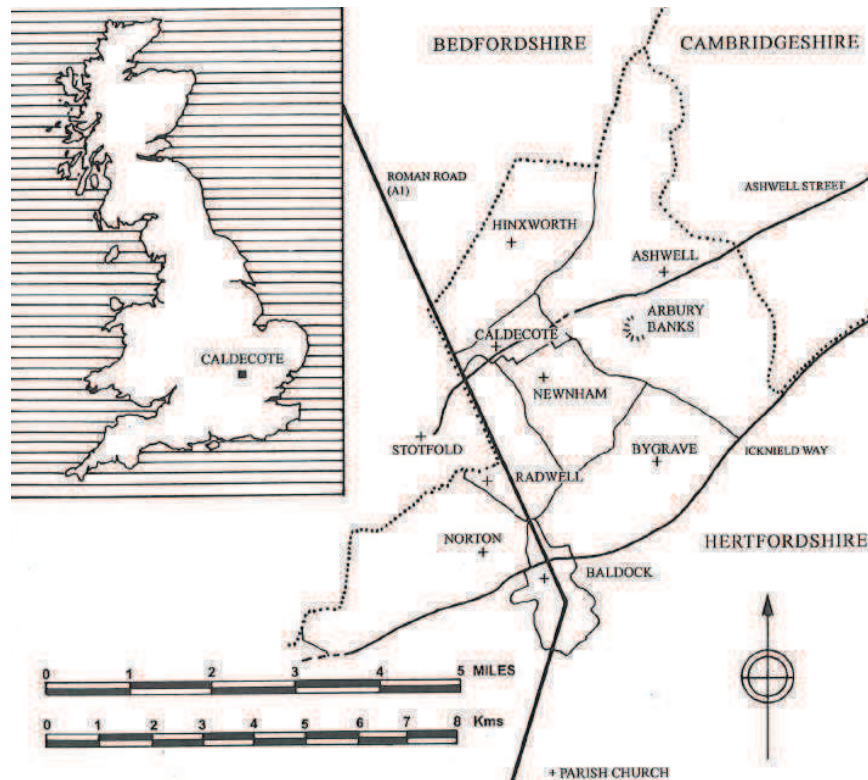 BEDFORDSHIRE
CAMBRIDGESHIRE
ROMAN ROAD
(A1)
ASHWELL STREET
HINXWORTH
ASHWELL
ARBURY
BANKS
CALDECOTE
CALDECOTE
NEWNHAM
STOTFOLD
BYGRAVE
ICKNIELD WAY
RADWELL
NORTON
HERTFORDSHIRE
BALDOCK
0 1 2 3 4 5 MILES
0 1 2 3 4 5 6 7 8 Kms
+ PARISH CHURCH